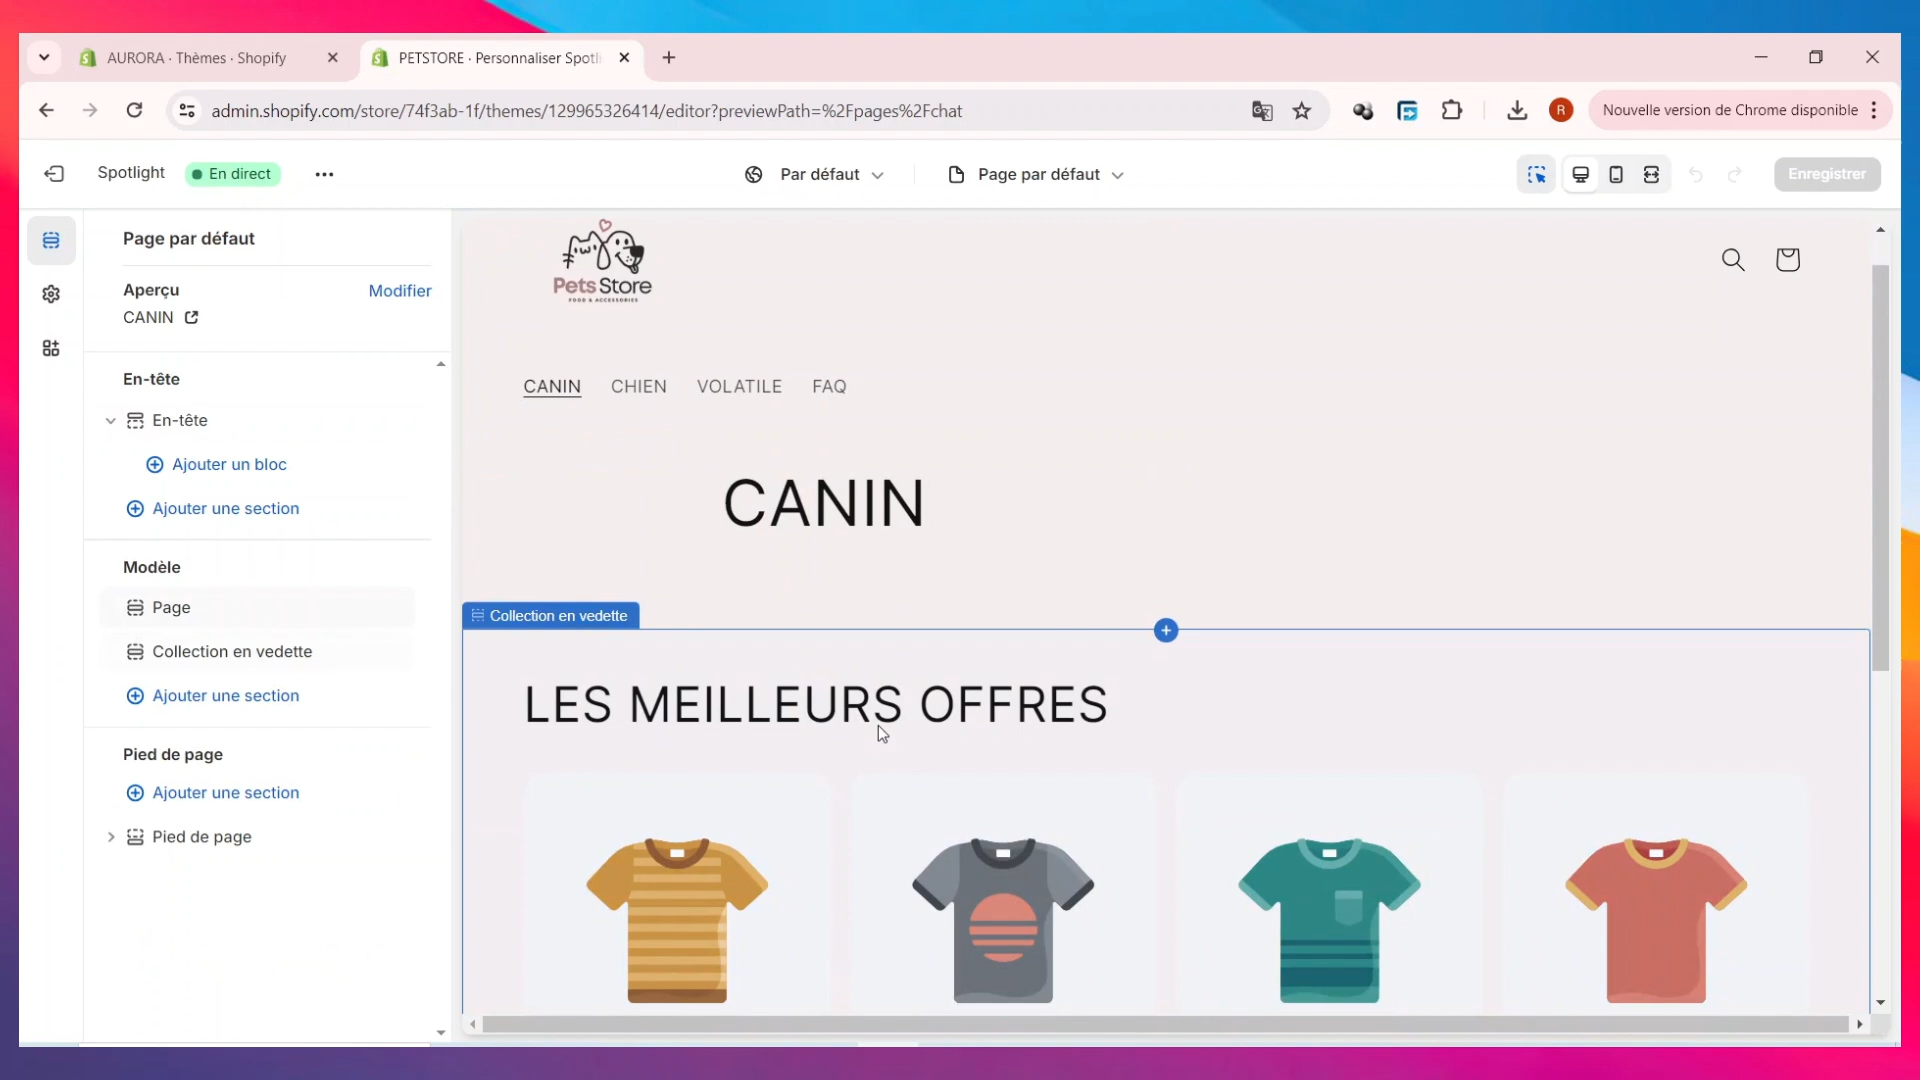 AURORA · Thèmes · Shopify
PETSTORE · Personnaliser Spotli
admin.shopify.com/store/74f3ab-1f/themes/129965326414/editor?previewPath=%2Fpages%2Fchat
R
Nouvelle version de Chrome disponible
Spotlight
En direct
Par défaut
Page par défaut
Enregistrer
Page par défaut
Aperçu
Modifier
CANIN
En-tête
En-tête
Ajouter un bloc
Ajouter une section
Modèle
Page
Collection en vedette
Ajouter une section
Pied de page
Ajouter une section
Pied de page
Pets Store
FOOD & ACCESSORIES
CANIN
CHIEN
VOLATILE
FAQ
CANIN
Collection en vedette
LES MEILLEURS OFFRES